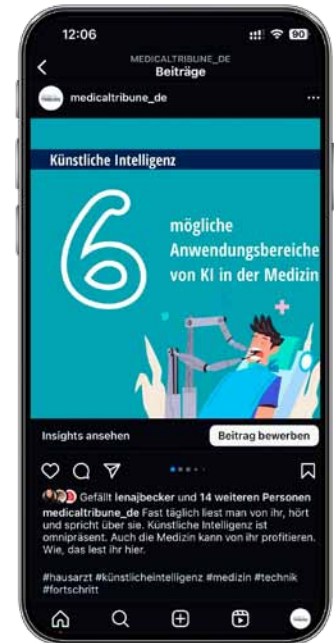 12:06
90
MEDICALTRIBUNE_DE
Beiträge
medicaltribune_de
Künstliche Intelligenz
6
mögliche
Anwendungsbereiche
von KI in der Medizin
Insights ansehen
Beitrag bewerben
Gefällt lenajbecker und 14 weiteren Personen
medicaltribune_de Fast täglich liest man von ihr, hört
und spricht über sie. Künstliche Intelligenz ist
omnipräsent. Auch die Medizin kann von ihr profitieren.
Wie, das lest ihr hier.
#hausarzt #künstlicheintelligenz #medizin #technik
#fortschritt